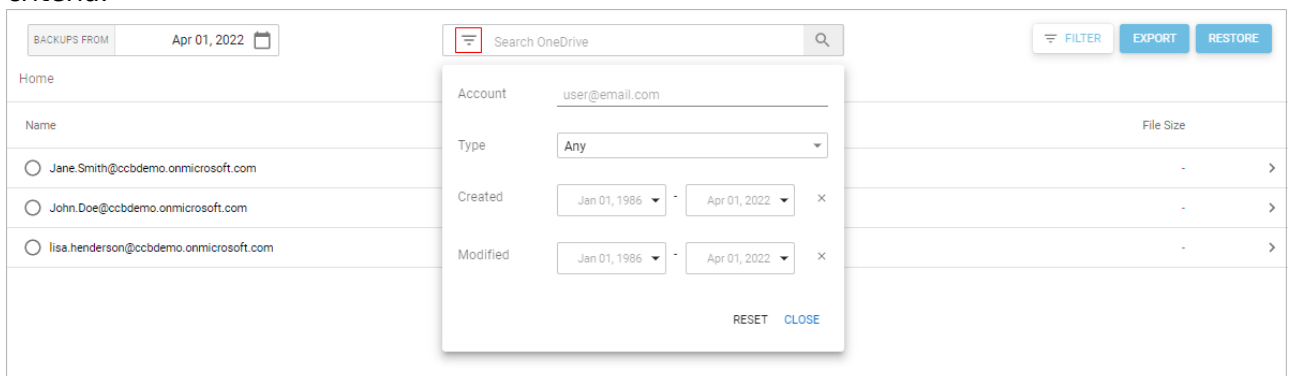 criteria.
BACKUPS FROM Apr 01, 2022 Search OneDrive FILTER EXPORT RESTORE
Home
Account user@email.com
Name File Size
Type Any
Jane.Smith@ccbdemo.onmicrosoft.com -
Created Jan 01, 1986 - Apr 01, 2022 ×
John.Doe@ccbdemo.onmicrosoft.com -
lisa.henderson@ccbdemo.onmicrosoft.com -
Modified Jan 01, 1986 - Apr 01, 2022 ×
RESET CLOSE